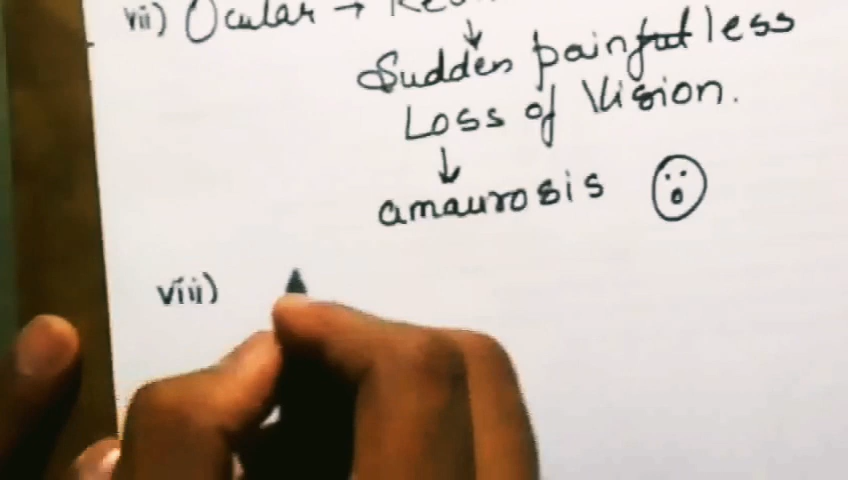 vii) Ocular →
↓
Sudden painless
Loss of Vision.
↓
amaurosis
viii)